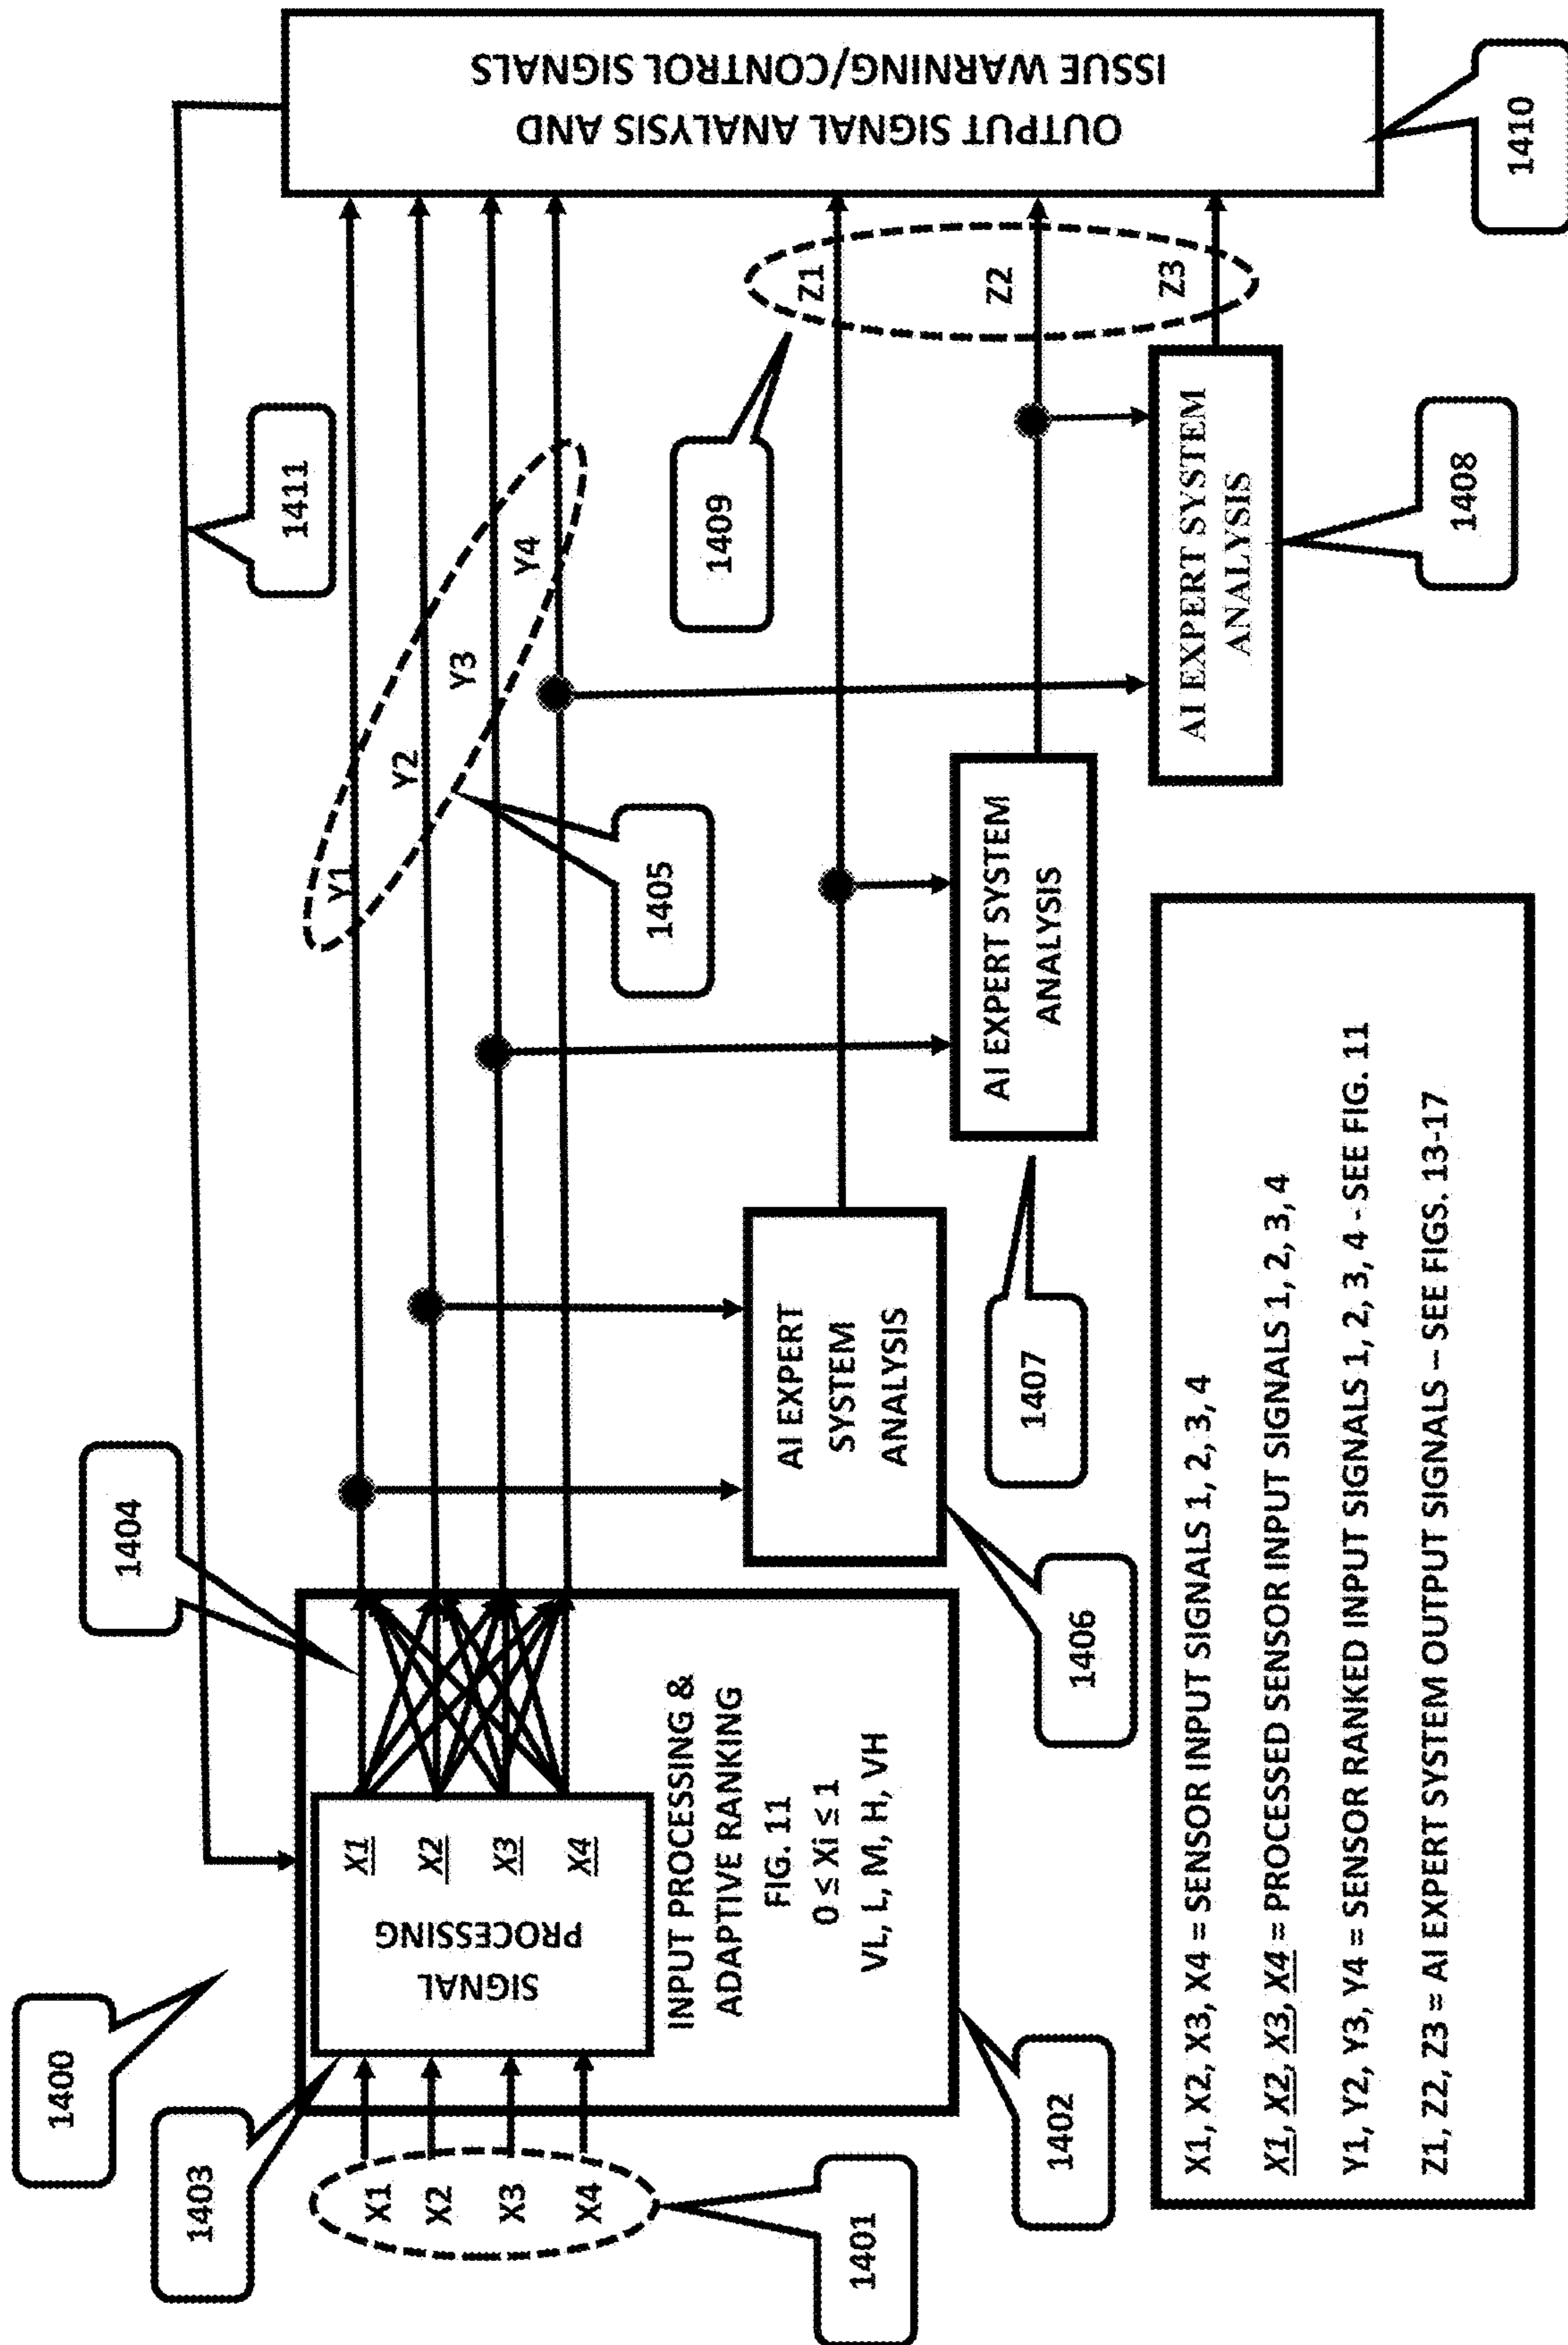 1400
1403
1404
1411
X1
X2
X3
X4
1401
SIGNAL
PROCESSING
X1
X2
X3
X4
INPUT PROCESSING &
ADAPTIVE RANKING
FIG. 11
0 ≤ Xi ≤ 1
VL, L, M, H, VH
1402
Y1
Y2
Y3
Y4
1405
AI EXPERT
SYSTEM
ANALYSIS
1406
AI EXPERT SYSTEM
ANALYSIS
1407
AI EXPERT SYSTEM
ANALYSIS
1408
Z1
Z2
Z3
1409
OUTPUT SIGNAL ANALYSIS AND
ISSUE WARNING/CONTROL SIGNALS
1410
X1, X2, X3, X4 = SENSOR INPUT SIGNALS 1, 2, 3, 4
X1, X2, X3, X4 = PROCESSED SENSOR INPUT SIGNALS 1, 2, 3, 4
Y1, Y2, Y3, Y4 = SENSOR RANKED INPUT SIGNALS 1, 2, 3, 4 - SEE FIG. 11
Z1, Z2, Z3 = AI EXPERT SYSTEM OUTPUT SIGNALS – SEE FIGS. 13-17